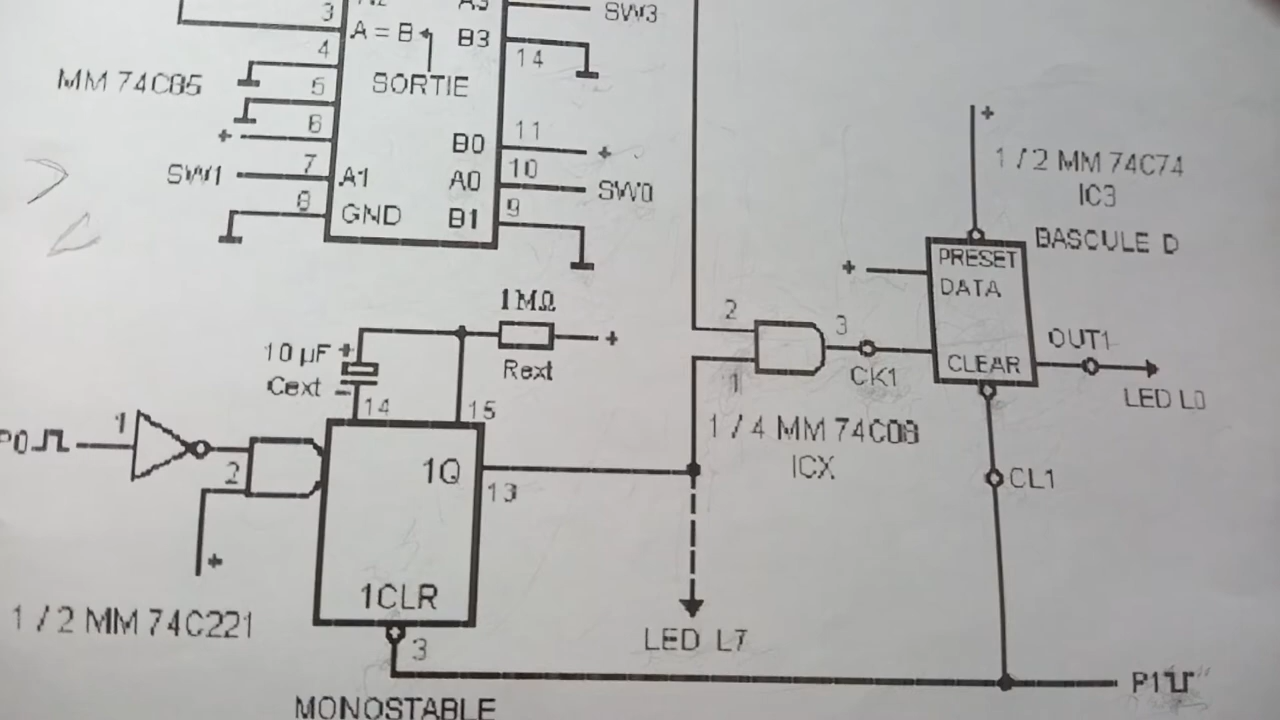 3
A = B
A3
SW3
4
B3
14
MM 74C85
5
SORTIE
6
+
B0
11
+
SW1
7
A1
A0
10
SW0
8
GND
B1
9
+
1 / 2 MM 74C74
IC3
BASCULE D
PRESET
+
DATA
1MΩ
+
Rext
10 µF +
Cext -
14
15
2
3
1
CK1
CLEAR
OUT1
LED L0
1 / 4 MM 74C08
ICX
P0
1
2
1Q
13
CL1
+
1 / 2 MM 74C221
1CLR
3
LED L7
P1
MONOSTABLE